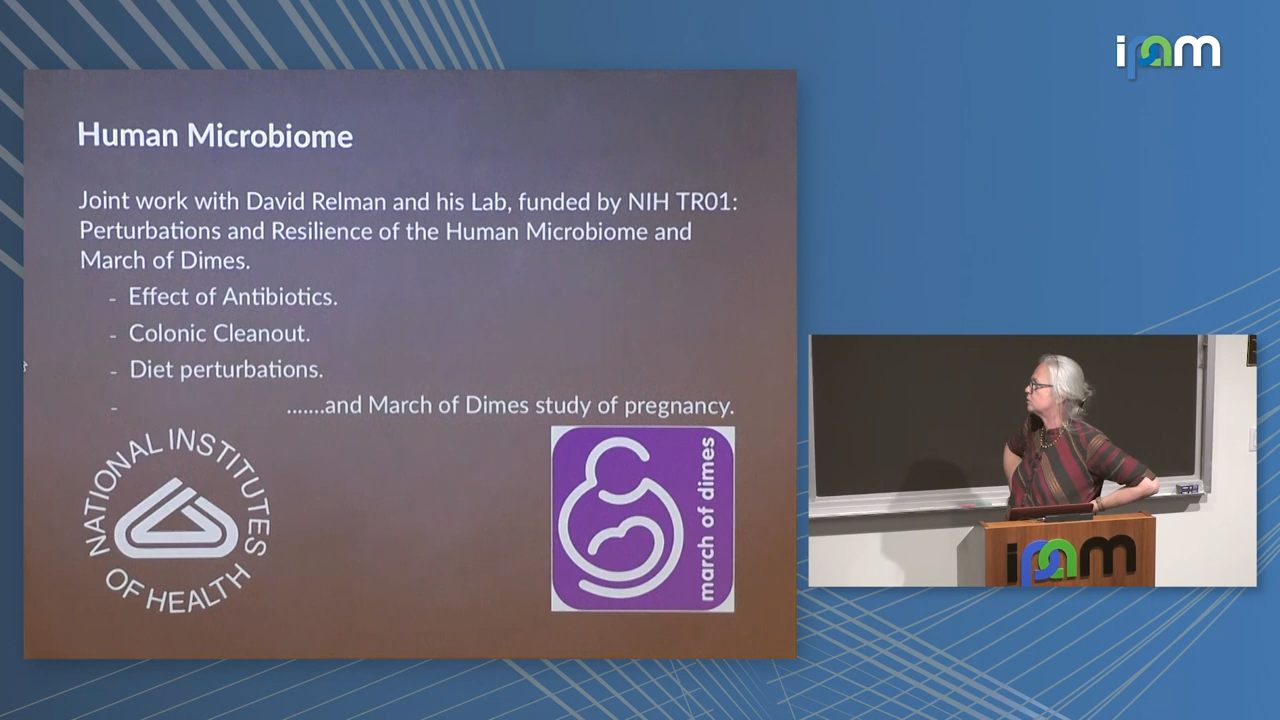 ipam
Human Microbiome
Joint work with David Relman and his Lab, funded by NIH TR01:
Perturbations and Resilience of the Human Microbiome and
March of Dimes.
- Effect of Antibiotics.
- Colonic Cleanout.
- Diet perturbations.
- .......and March of Dimes study of pregnancy.
NATIONAL INSTITUTES
OF HEALTH
march of dimes
ipam